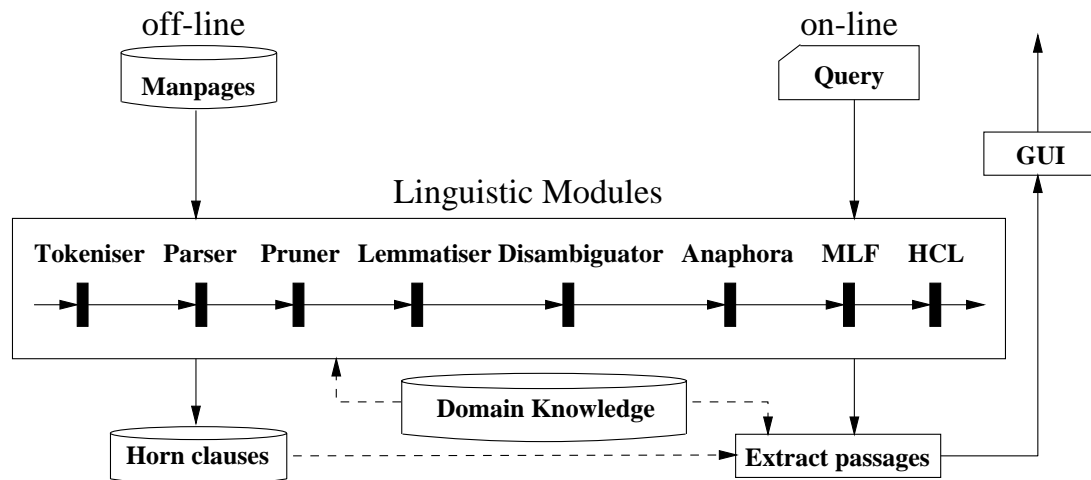 off-line
on-line
Manpages
Query
GUI
Linguistic Modules
Tokeniser Parser Pruner Lemmatiser Disambiguator Anaphora MLF HCL
Domain Knowledge
Horn clauses
Extract passages